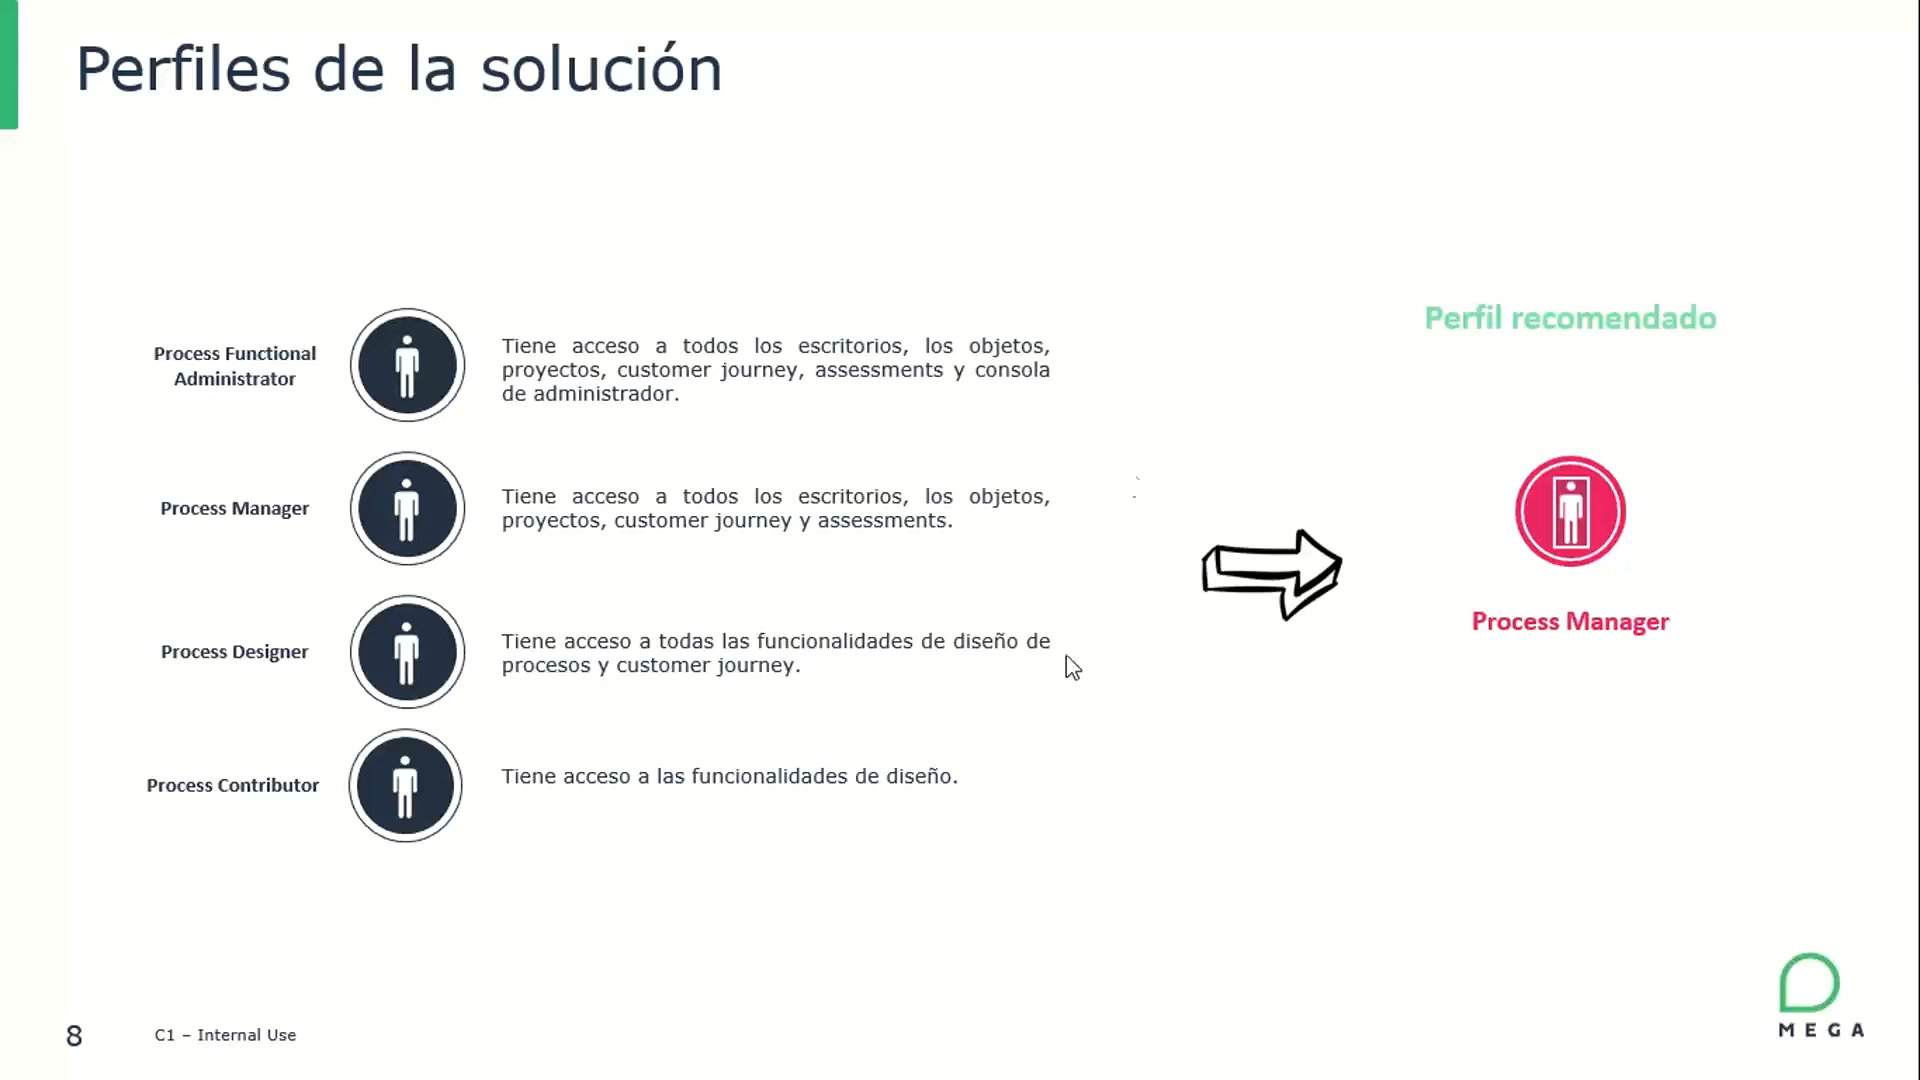 Perfiles de la solución
Process Functional
Administrator
Tiene acceso a todos los escritorios, los objetos,
proyectos, customer journey, assessments y consola
de administrador.
Process Manager
Tiene acceso a todos los escritorios, los objetos,
proyectos, customer journey y assessments.
Process Designer
Tiene acceso a todas las funcionalidades de diseño de
procesos y customer journey.
Process Contributor
Tiene acceso a las funcionalidades de diseño.
Perfil recomendado
Process Manager
8
C1 – Internal Use
MEGA